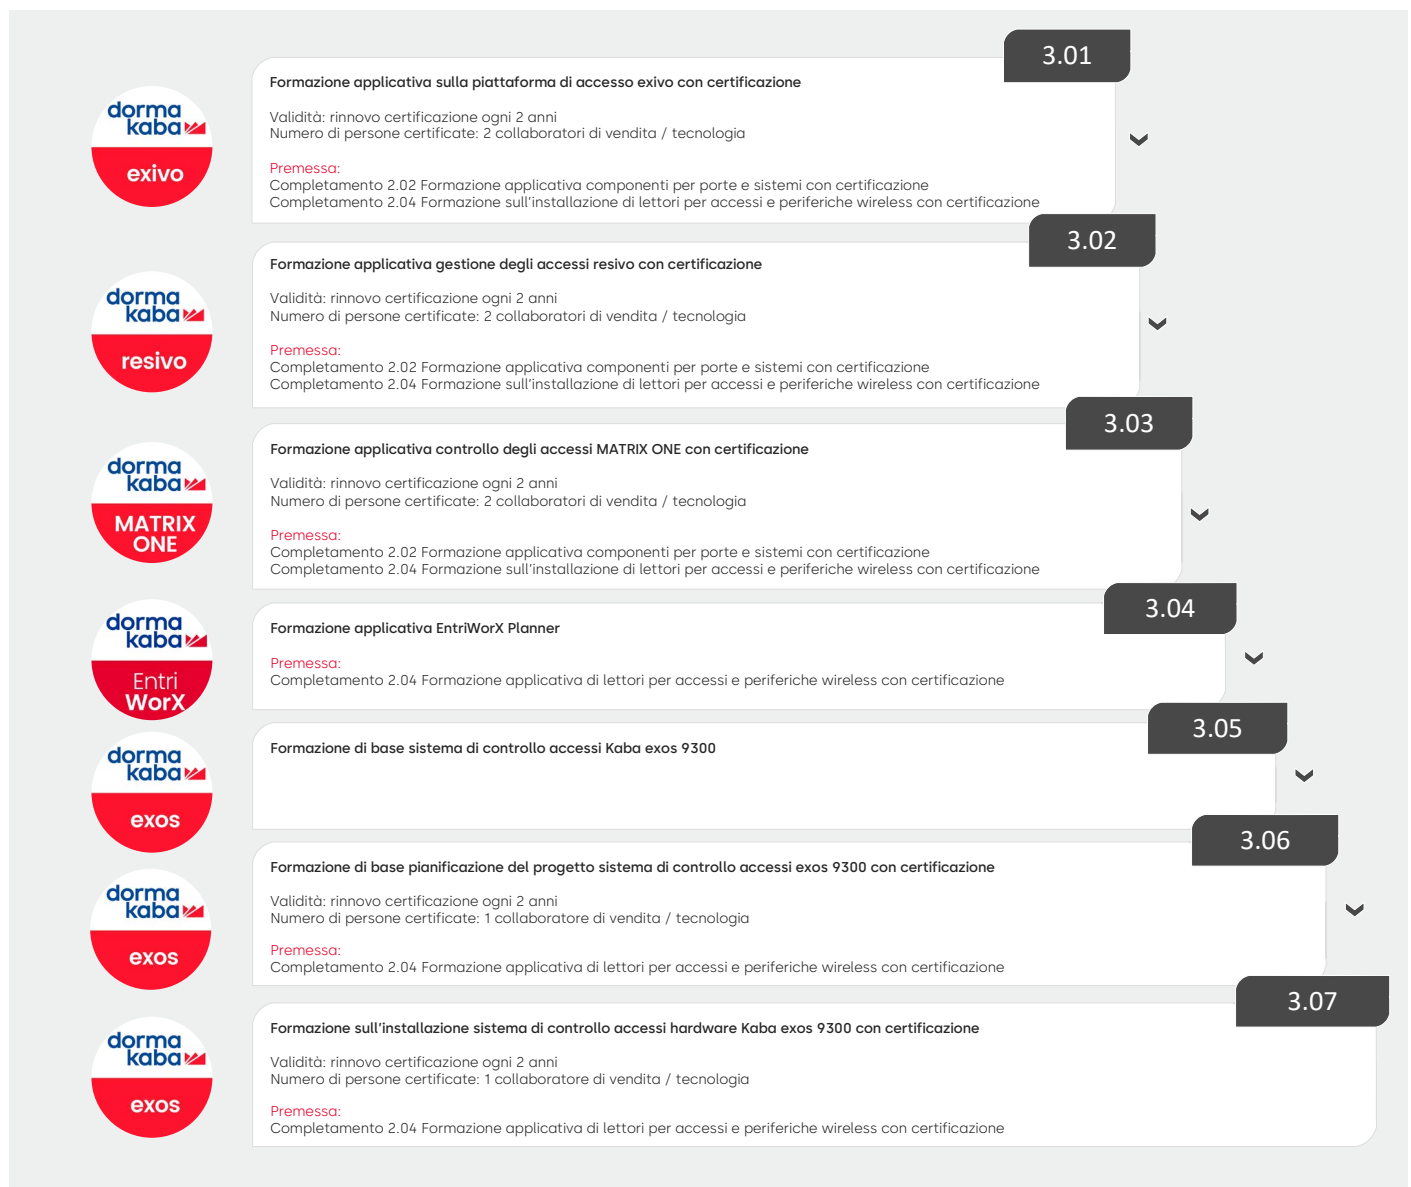 3.01
Formazione applicativa sulla piattaforma di accesso exivo con certificazione
Validità: rinnovo certificazione ogni 2 anni
Numero di persone certificate: 2 collaboratori di vendita / tecnologia
Premessa:
Completamento 2.02 Formazione applicativa componenti per porte e sistemi con certificazione
Completamento 2.04 Formazione sull'installazione di lettori per accessi e periferiche wireless con certificazione
dorma
kaba
exivo
3.02
Formazione applicativa gestione degli accessi resivo con certificazione
Validità: rinnovo certificazione ogni 2 anni
Numero di persone certificate: 2 collaboratori di vendita / tecnologia
Premessa:
Completamento 2.02 Formazione applicativa componenti per porte e sistemi con certificazione
Completamento 2.04 Formazione sull'installazione di lettori per accessi e periferiche wireless con certificazione
dorma
kaba
resivo
3.03
Formazione applicativa controllo degli accessi MATRIX ONE con certificazione
Validità: rinnovo certificazione ogni 2 anni
Numero di persone certificate: 2 collaboratori di vendita / tecnologia
Premessa:
Completamento 2.02 Formazione applicativa componenti per porte e sistemi con certificazione
Completamento 2.04 Formazione sull'installazione di lettori per accessi e periferiche wireless con certificazione
dorma
kaba
MATRIX
ONE
3.04
Formazione applicativa EntriWorX Planner
Premessa:
Completamento 2.04 Formazione applicativa di lettori per accessi e periferiche wireless con certificazione
dorma
kaba
Entri
WorX
3.05
Formazione di base sistema di controllo accessi Kaba exos 9300
dorma
kaba
exos
3.06
Formazione di base pianificazione del progetto sistema di controllo accessi exos 9300 con certificazione
Validità: rinnovo certificazione ogni 2 anni
Numero di persone certificate: 1 collaboratore di vendita / tecnologia
Premessa:
Completamento 2.04 Formazione applicativa di lettori per accessi e periferiche wireless con certificazione
dorma
kaba
exos
3.07
Formazione sull'installazione sistema di controllo accessi hardware Kaba exos 9300 con certificazione
Validità: rinnovo certificazione ogni 2 anni
Numero di persone certificate: 1 collaboratore di vendita / tecnologia
Premessa:
Completamento 2.04 Formazione applicativa di lettori per accessi e periferiche wireless con certificazione
dorma
kaba
exos